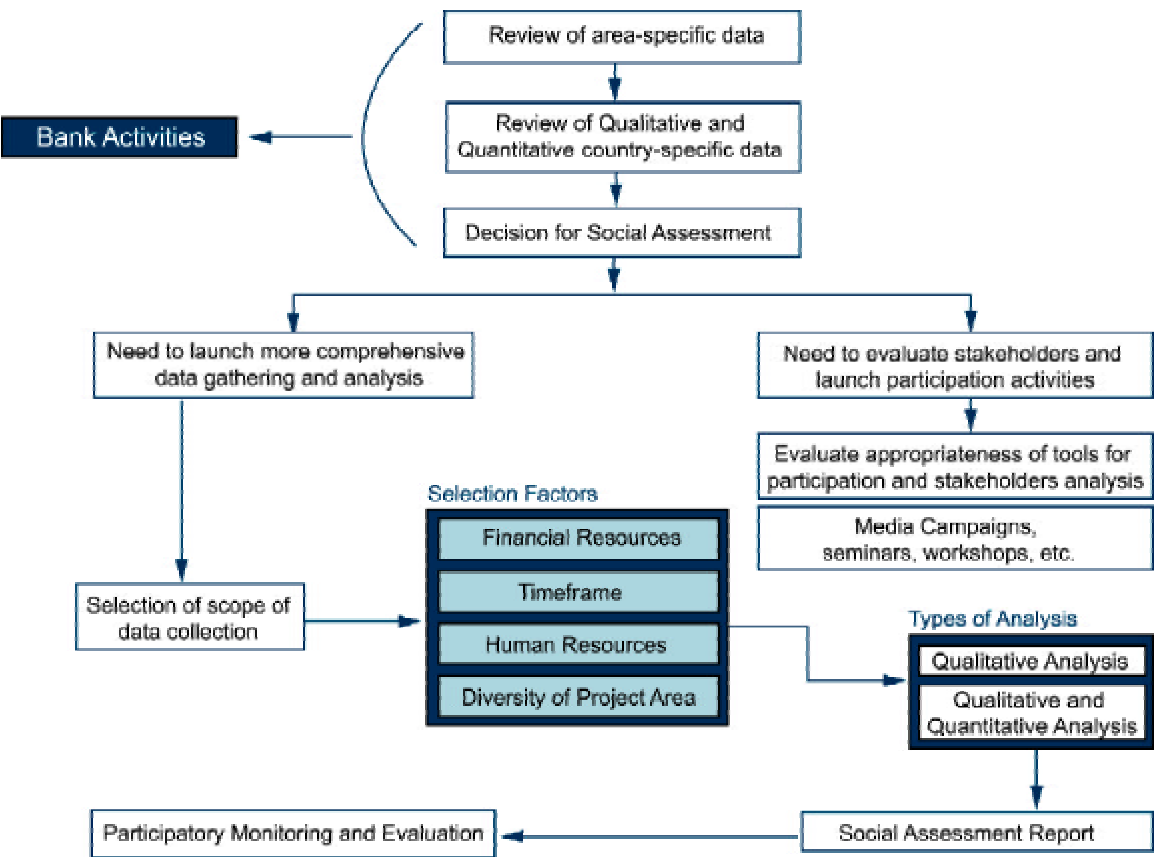 Review of area-specific data
Bank Activities
Review of Qualitative and
Quantitative country-specific data
Decision for Social Assessment
Need to launch more comprehensive
data gathering and analysis
Need to evaluate stakeholders and
launch participation activities
Evaluate appropriateness of tools for
participation and stakeholders analysis
Media Campaigns,
seminars, workshops, etc.
Selection Factors
Financial Resources
Timeframe
Human Resources
Diversity of Project Area
Selection of scope of
data collection
Types of Analysis
Qualitative Analysis
Qualitative and
Quantitative Analysis
Social Assessment Report
Participatory Monitoring and Evaluation